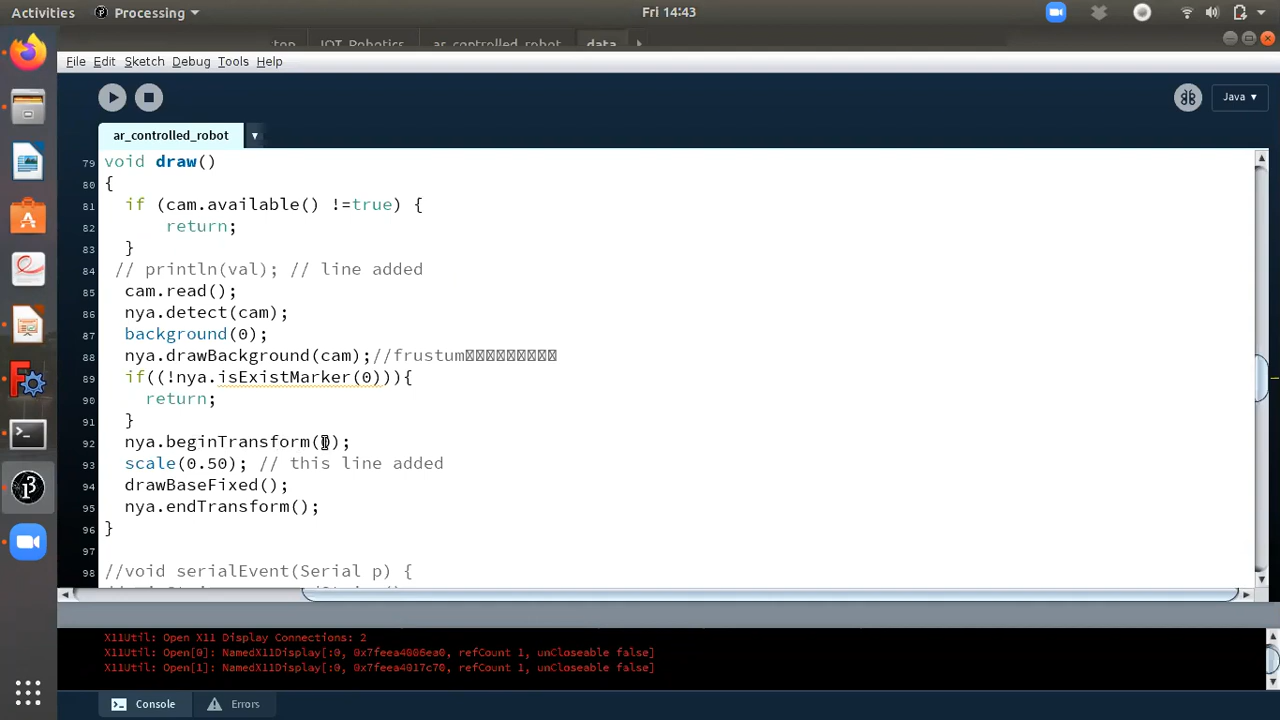 Activities
Processing
Fri 14:43
IOT_Robotics
ar_controlled_robot
data
File Edit Sketch Debug Tools Help
Java
ar_controlled_robot
79 void draw()
80 {
81 if (cam.available() !=true) {
82 return;
83 }
84 // println(val); // line added
85 cam.read();
86 nya.detect(cam);
87 background(0);
88 nya.drawBackground(cam);//frustum
89 if((!nya.isExistMarker(0))){
90 return;
91 }
92 nya.beginTransform(0);
93 scale(0.50); // this line added
94 drawBaseFixed();
95 nya.endTransform();
96 }
97
98 //void serialEvent(Serial p) {
X11Util: Open X11 Display Connections: 2
X11Util: Open[0]: NamedX11Display[:0, 0x7feea4006ea0, refCount 1, unCloseable false]
X11Util: Open[1]: NamedX11Display[:0, 0x7feea4017c70, refCount 1, unCloseable false]
Console
Errors